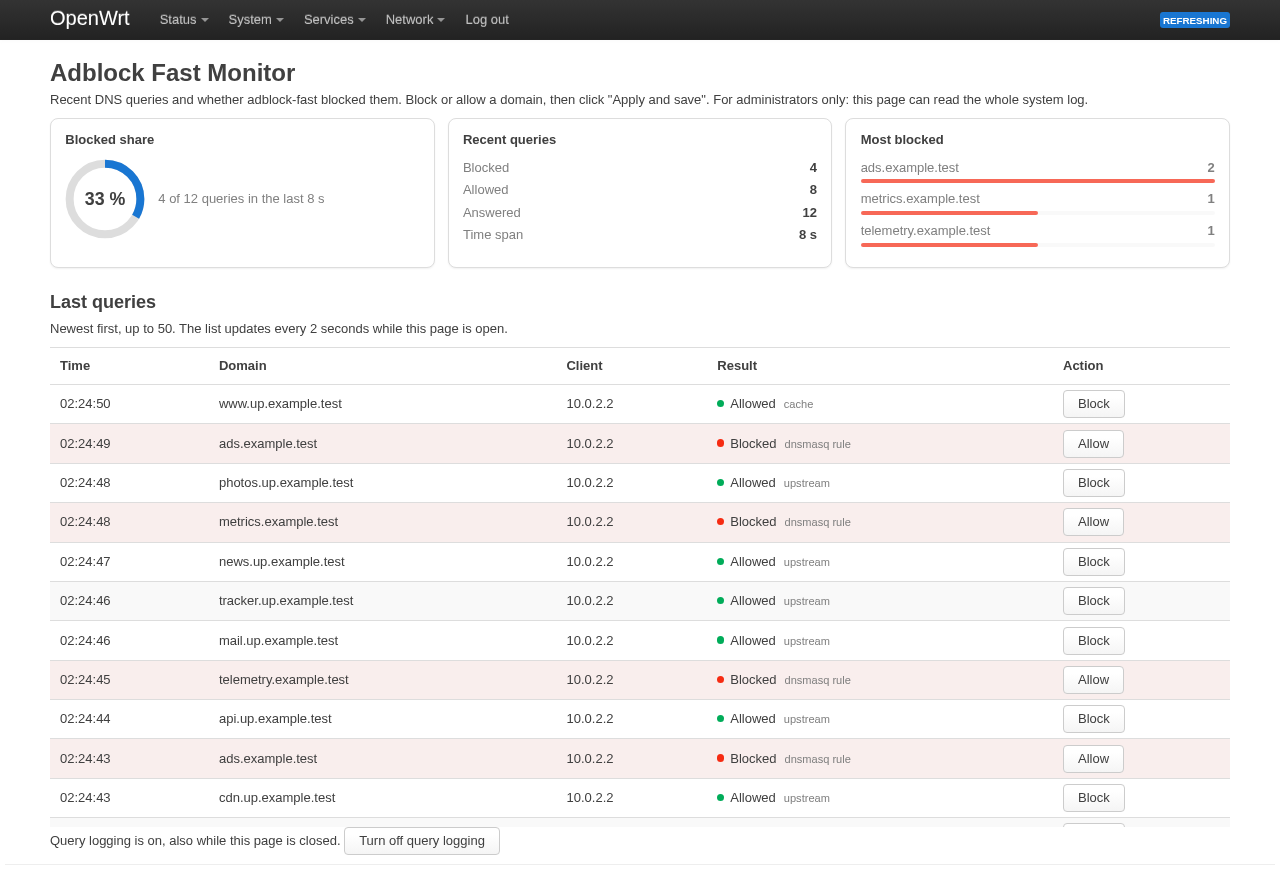 OpenWrt Status System Services Network Log out REFRESHING
Adblock Fast Monitor
Recent DNS queries and whether adblock-fast blocked them. Block or allow a domain, then click "Apply and save". For administrators only: this page can read the whole system log.
Blocked share
33 %
4 of 12 queries in the last 8 s
Recent queries
Blocked 4
Allowed 8
Answered 12
Time span 8 s
Most blocked
ads.example.test 2
metrics.example.test 1
telemetry.example.test 1
Last queries
Newest first, up to 50. The list updates every 2 seconds while this page is open.
Time Domain Client Result Action
02:24:50 www.up.example.test 10.0.2.2 Allowed cache Block
02:24:49 ads.example.test 10.0.2.2 Blocked dnsmasq rule Allow
02:24:48 photos.up.example.test 10.0.2.2 Allowed upstream Block
02:24:48 metrics.example.test 10.0.2.2 Blocked dnsmasq rule Allow
02:24:47 news.up.example.test 10.0.2.2 Allowed upstream Block
02:24:46 tracker.up.example.test 10.0.2.2 Allowed upstream Block
02:24:46 mail.up.example.test 10.0.2.2 Allowed upstream Block
02:24:45 telemetry.example.test 10.0.2.2 Blocked dnsmasq rule Allow
02:24:44 api.up.example.test 10.0.2.2 Allowed upstream Block
02:24:43 ads.example.test 10.0.2.2 Blocked dnsmasq rule Allow
02:24:43 cdn.up.example.test 10.0.2.2 Allowed upstream Block
Query logging is on, also while this page is closed. Turn off query logging